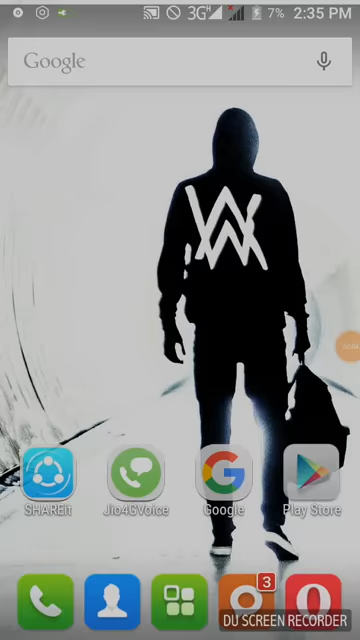 3G 7% 2:35 PM
Google
SHAREit Jio4GVoice Google Play Store
3
DU SCREEN RECORDER